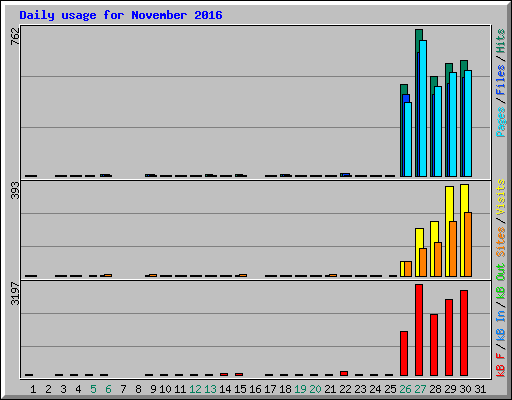 Daily usage for November 2016
762
Pages/Files/Hits
393
Sites/Visits
3197
kB F/kB In/kB Out
1 2 3 4 5 6 7 8 9 10 11 12 13 14 15 16 17 18 19 20 21 22 23 24 25 26 27 28 29 30 31